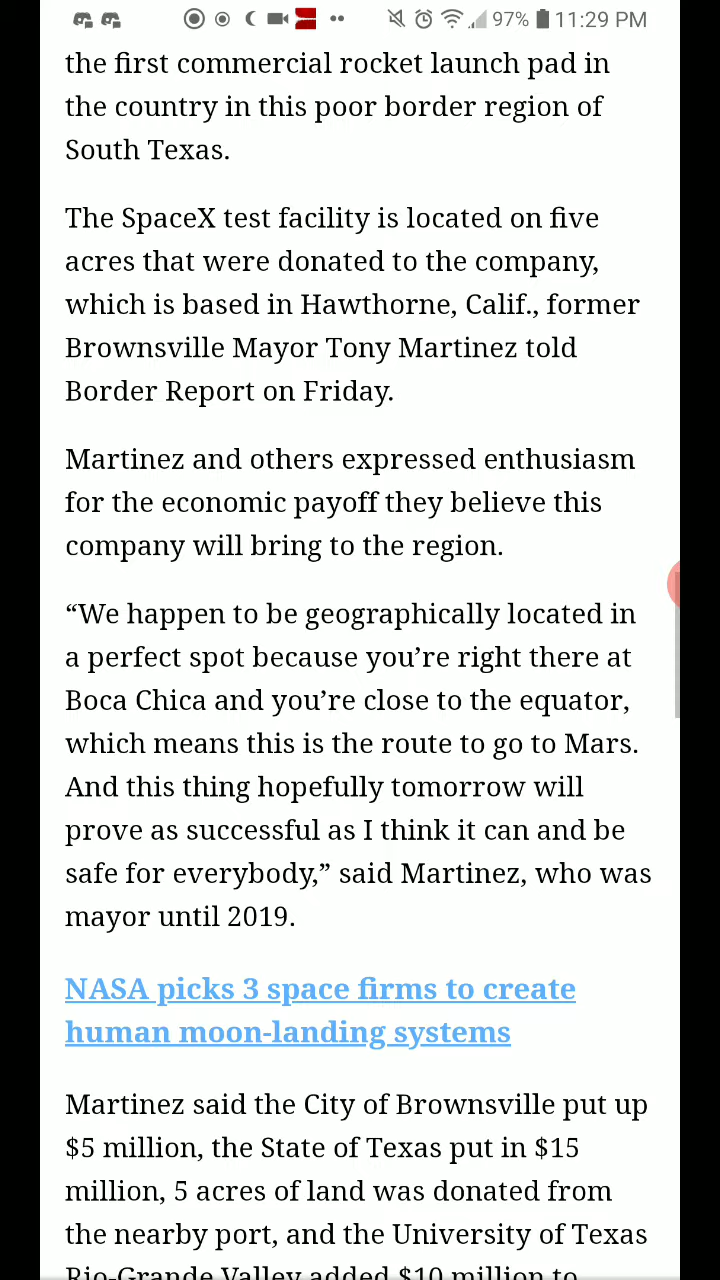 97% 11:29 PM
the first commercial rocket launch pad in
the country in this poor border region of
South Texas.
The SpaceX test facility is located on five
acres that were donated to the company,
which is based in Hawthorne, Calif., former
Brownsville Mayor Tony Martinez told
Border Report on Friday.
Martinez and others expressed enthusiasm
for the economic payoff they believe this
company will bring to the region.
“We happen to be geographically located in
a perfect spot because you’re right there at
Boca Chica and you’re close to the equator,
which means this is the route to go to Mars.
And this thing hopefully tomorrow will
prove as successful as I think it can and be
safe for everybody,” said Martinez, who was
mayor until 2019.
NASA picks 3 space firms to create
human moon-landing systems
Martinez said the City of Brownsville put up
$5 million, the State of Texas put in $15
million, 5 acres of land was donated from
the nearby port, and the University of Texas
Rio-Grande Valley added $10 million to